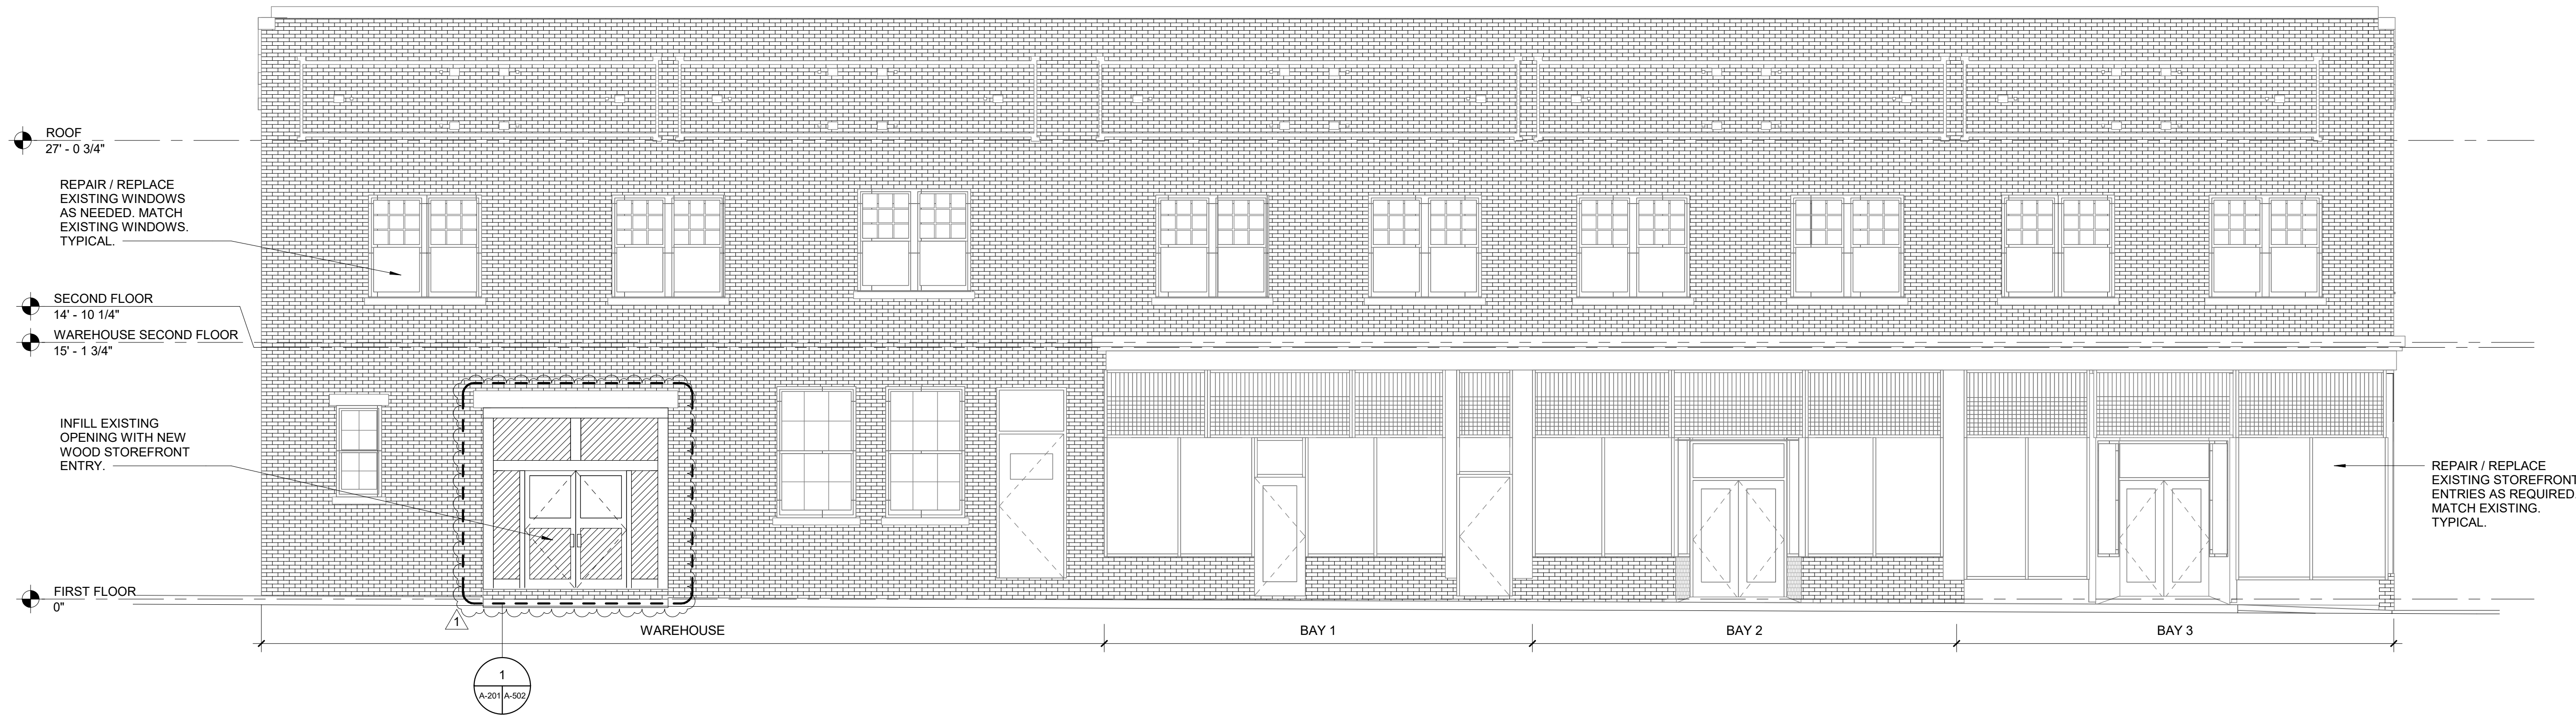 ROOF
27' - 0 3/4"
REPAIR / REPLACE
EXISTING WINDOWS
AS NEEDED. MATCH
EXISTING WINDOWS.
TYPICAL.
SECOND FLOOR
14' - 10 1/4"
WAREHOUSE SECOND FLOOR
15' - 1 3/4"
INFILL EXISTING
OPENING WITH NEW
WOOD STOREFRONT
ENTRY.
REPAIR / REPLACE
EXISTING STOREFRONT
ENTRIES AS REQUIRED
MATCH EXISTING.
TYPICAL.
FIRST FLOOR
0"
1
WAREHOUSE
BAY 1
BAY 2
BAY 3
1
A-201 A-502